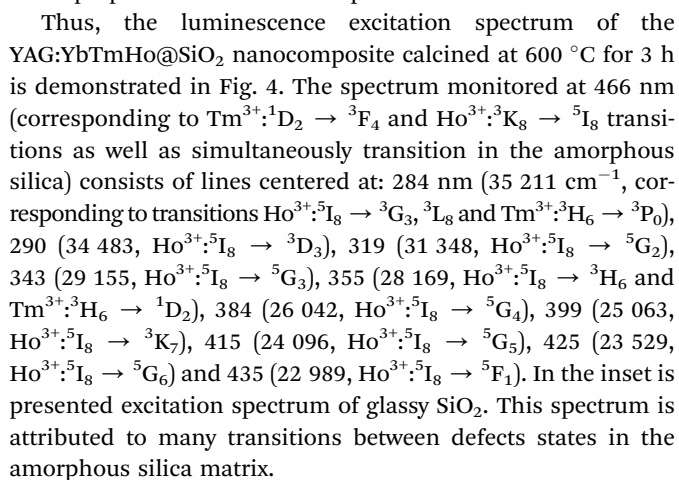 Thus, the luminescence excitation spectrum of the
YAG:YbTmHo@SiO₂ nanocomposite calcined at 600 °C for 3 h
is demonstrated in Fig. 4. The spectrum monitored at 466 nm
(corresponding to Tm³⁺:¹D₂ → ³F₄ and Ho³⁺:³K₈ → ⁵I₈ transi-
tions as well as simultaneously transition in the amorphous
silica) consists of lines centered at: 284 nm (35 211 cm⁻¹, cor-
responding to transitions Ho³⁺:⁵I₈ → ³G₃, ³L₈ and Tm³⁺:³H₆ → ³P₀),
290 (34 483, Ho³⁺:⁵I₈ → ³D₃), 319 (31 348, Ho³⁺:⁵I₈ → ⁵G₂),
343 (29 155, Ho³⁺:⁵I₈ → ⁵G₃), 355 (28 169, Ho³⁺:⁵I₈ → ³H₆ and
Tm³⁺:³H₆ → ¹D₂), 384 (26 042, Ho³⁺:⁵I₈ → ⁵G₄), 399 (25 063,
Ho³⁺:⁵I₈ → ³K₇), 415 (24 096, Ho³⁺:⁵I₈ → ⁵G₅), 425 (23 529,
Ho³⁺:⁵I₈ → ⁵G₆) and 435 (22 989, Ho³⁺:⁵I₈ → ⁵F₁). In the inset is
presented excitation spectrum of glassy SiO₂. This spectrum is
attributed to many transitions between defects states in the
amorphous silica matrix.